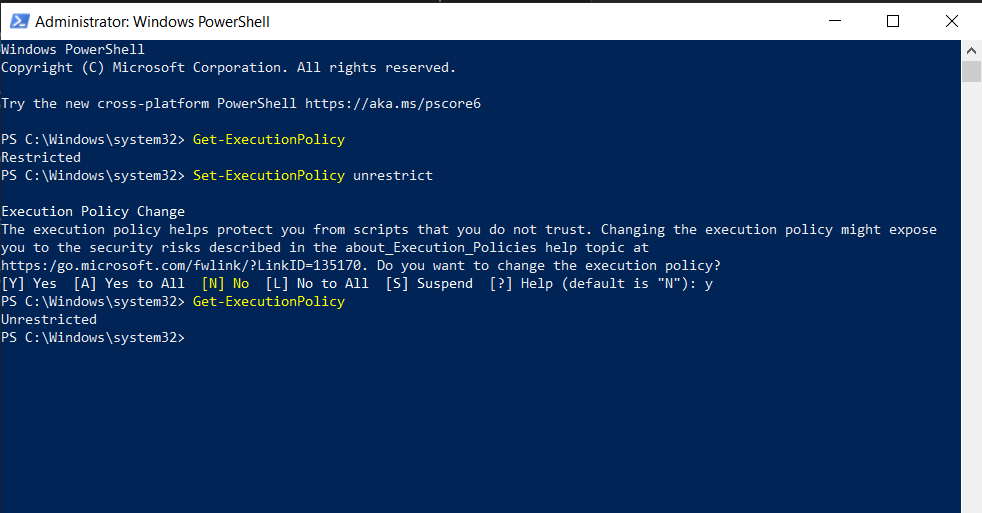 Administrator: Windows PowerShell
Windows PowerShell
Copyright (C) Microsoft Corporation. All rights reserved.
Try the new cross-platform PowerShell https://aka.ms/pscore6
PS C:\Windows\system32> Get-ExecutionPolicy
Restricted
PS C:\Windows\system32> Set-ExecutionPolicy unrestrict
Execution Policy Change
The execution policy helps protect you from scripts that you do not trust. Changing the execution policy might expose
you to the security risks described in the about_Execution_Policies help topic at
https:/go.microsoft.com/fwlink/?LinkID=135170. Do you want to change the execution policy?
[Y] Yes  [A] Yes to All  [N] No  [L] No to All  [S] Suspend  [?] Help (default is "N"): y
PS C:\Windows\system32> Get-ExecutionPolicy
Unrestricted
PS C:\Windows\system32>